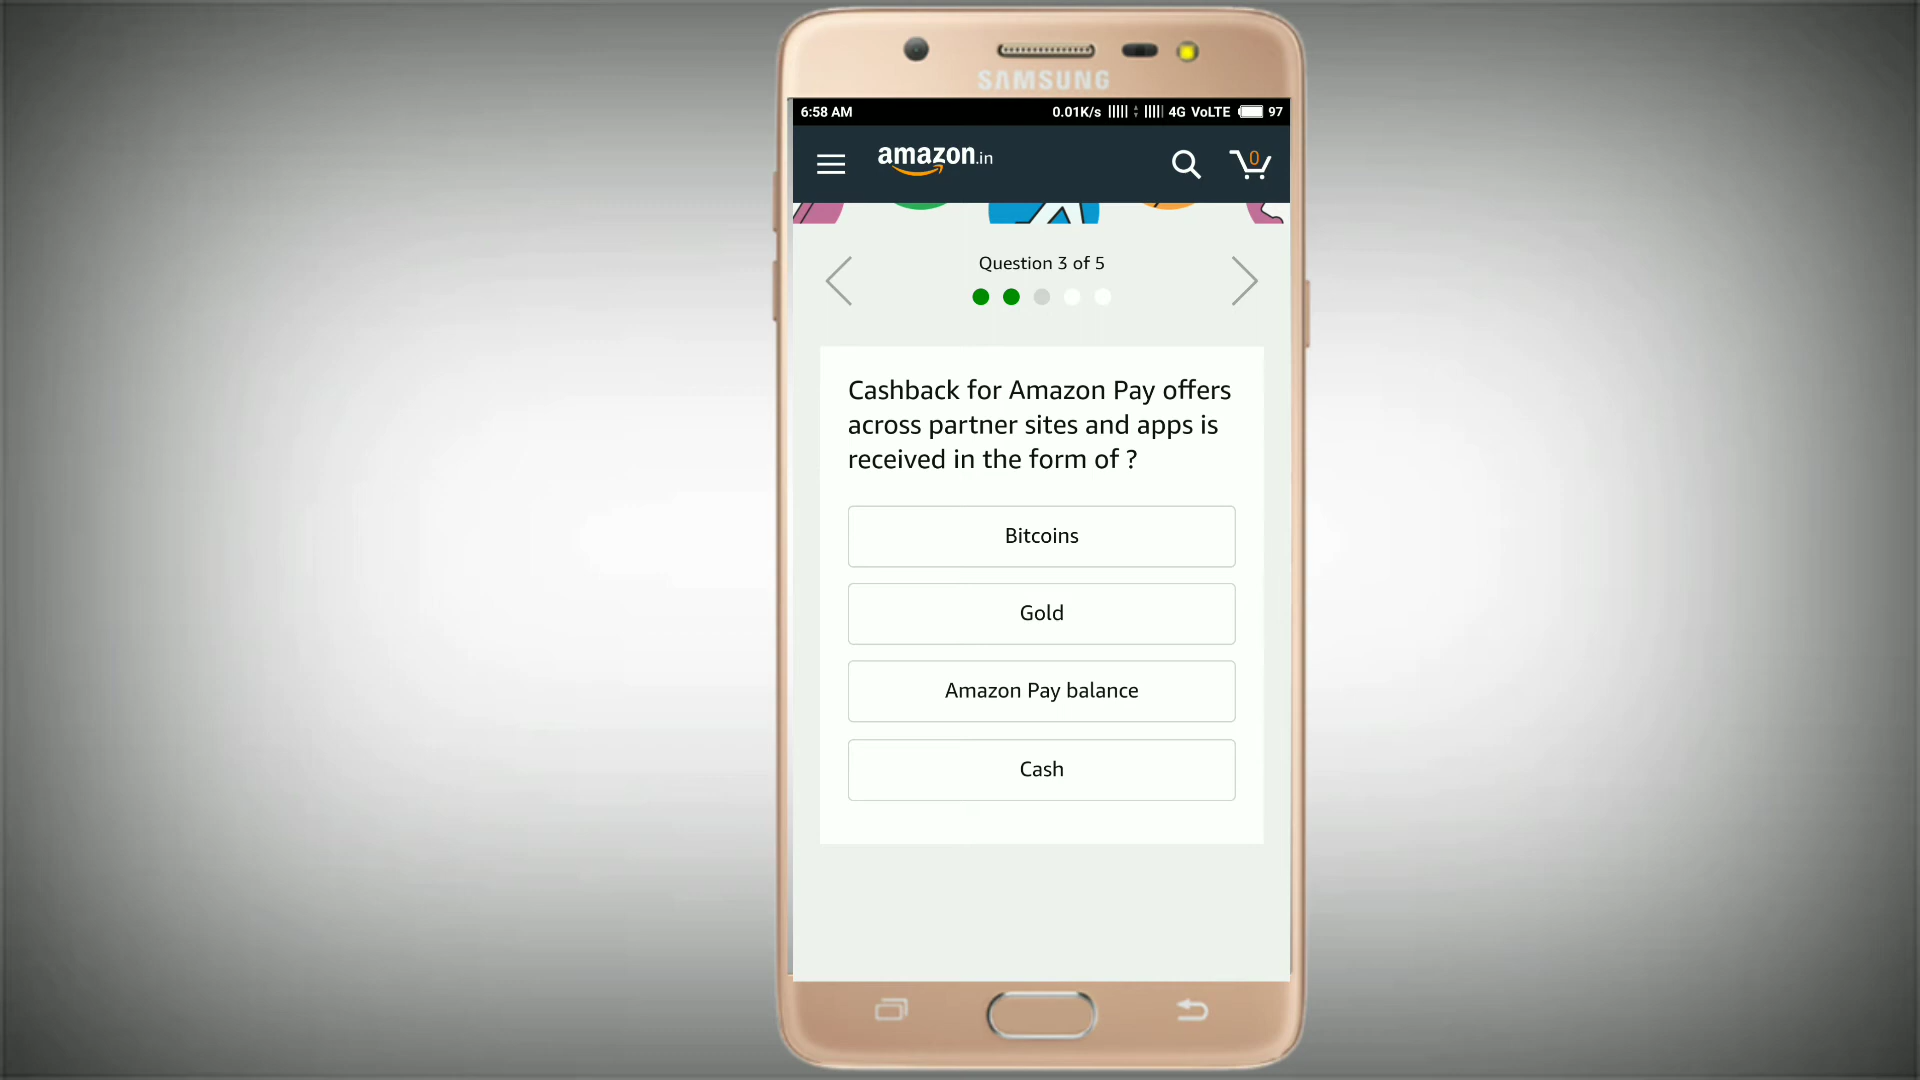 SAMSUNG
6:58 AM 0.01K/s 4G VoLTE 97
amazon.in
0
Question 3 of 5
Cashback for Amazon Pay offers
across partner sites and apps is
received in the form of ?
Bitcoins
Gold
Amazon Pay balance
Cash